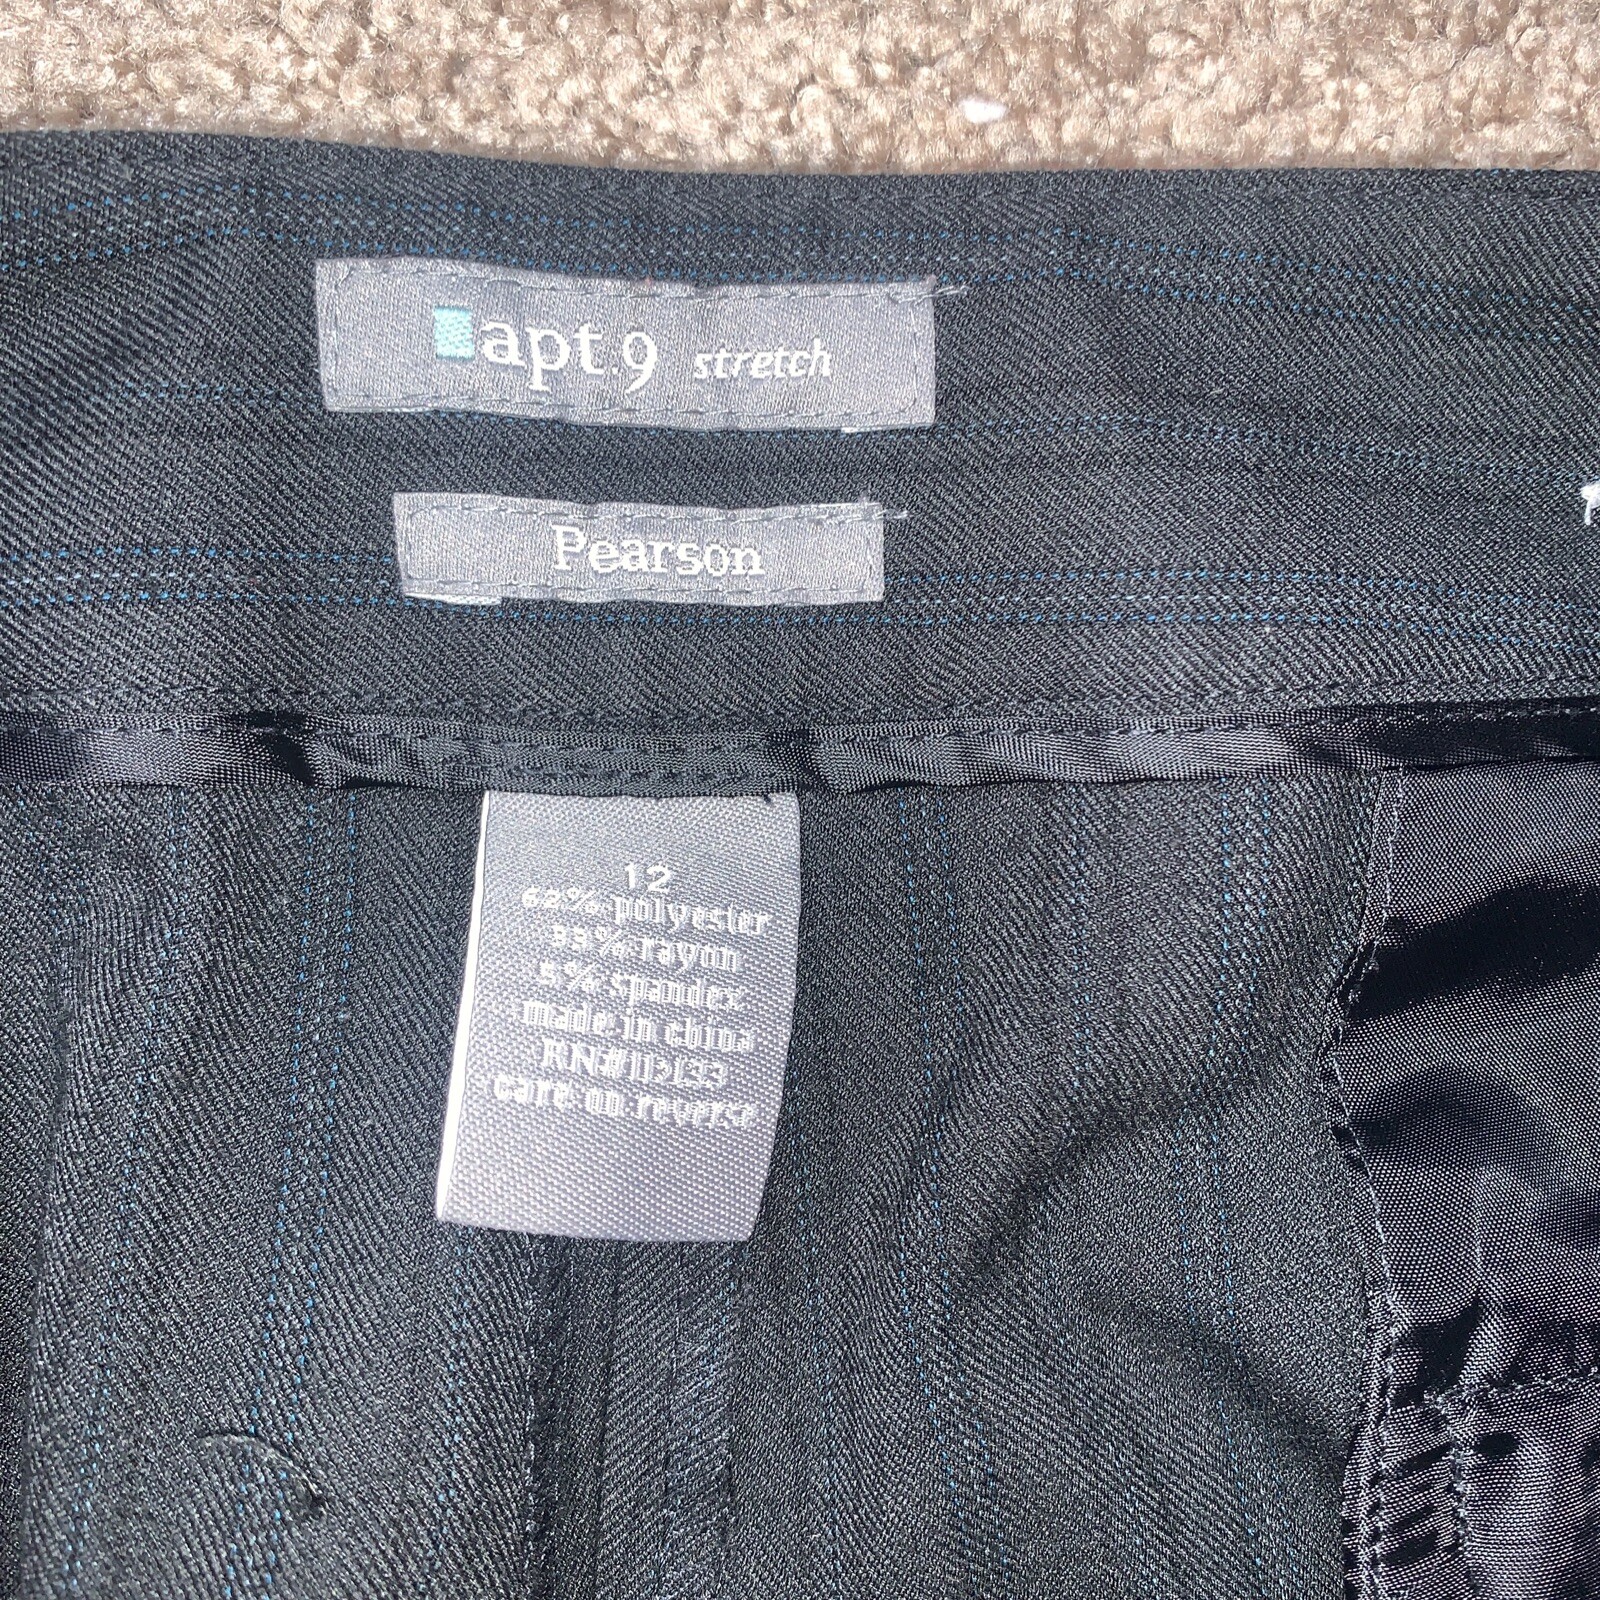 apt.9 stretch
Pearson
12
62% polyester
33% rayon
5% spandex
made in china
care on reverse